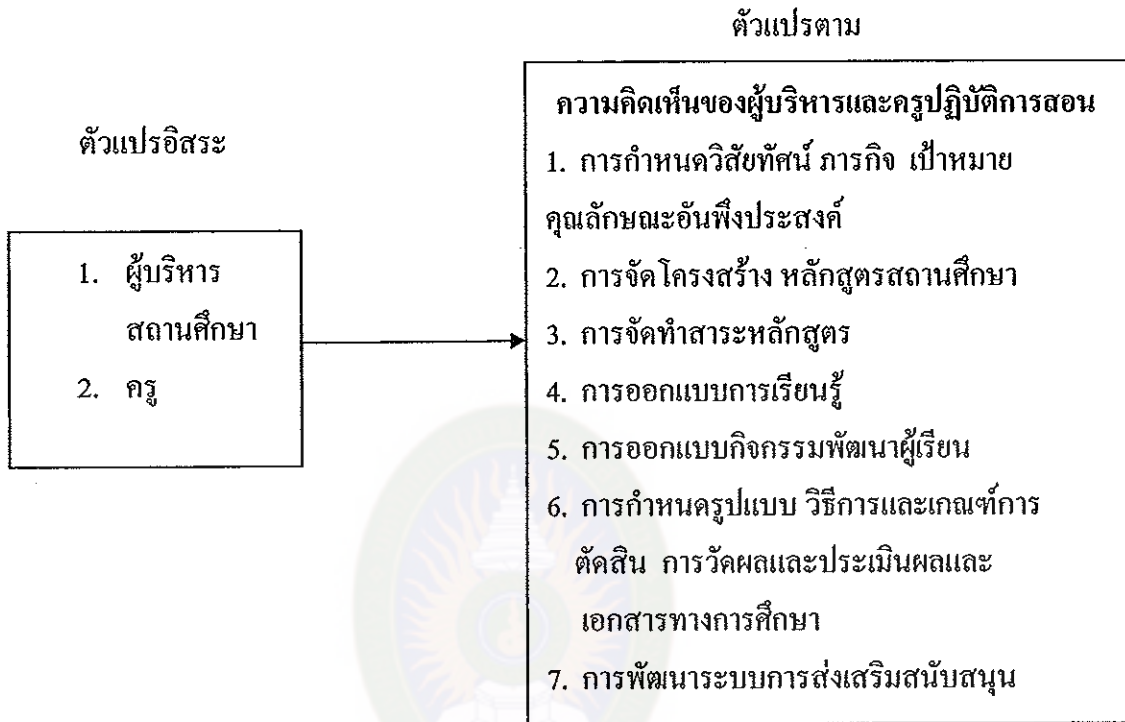 ตัวแปรตาม
ตัวแปรอิสระ
1. ผู้บริหาร
สถานศึกษา
2. ครู
ความคิดเห็นของผู้บริหารและครูปฏิบัติการสอน
1. การกำหนดวิสัยทัศน์ ภารกิจ เป้าหมาย
คุณลักษณะอันพึงประสงค์
2. การจัดโครงสร้าง หลักสูตรสถานศึกษา
3. การจัดทำสาระหลักสูตร
4. การออกแบบการเรียนรู้
5. การออกแบบกิจกรรมพัฒนาผู้เรียน
6. การกำหนดรูปแบบ วิธีการและเกณฑ์การ
ตัดสิน การวัดผลและประเมินผลและ
เอกสารทางการศึกษา
7. การพัฒนาระบบการส่งเสริมสนับสนุน